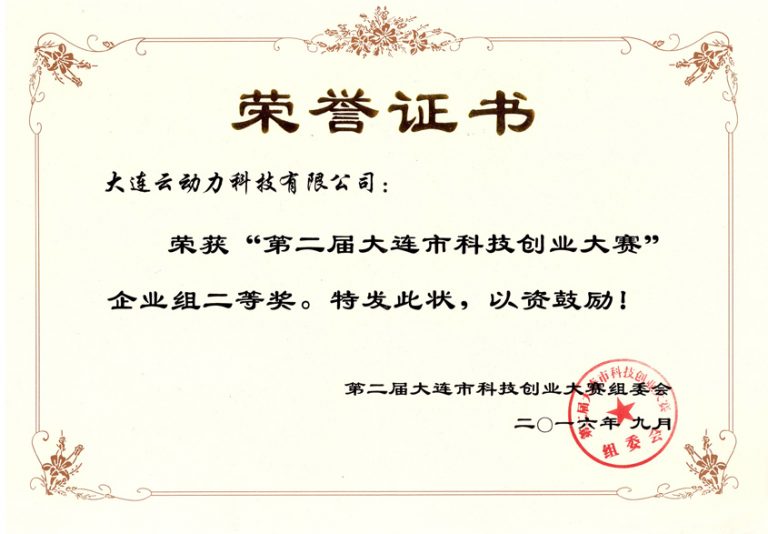 荣誉证书
大连云动力科技有限公司：
荣获“第二届大连市科技创业大赛”
企业组二等奖。特发此状，以资鼓励！
第二届大连市科技创业大赛组委会
二〇一六年 九月
第二届大连市科技创业大赛
组委会